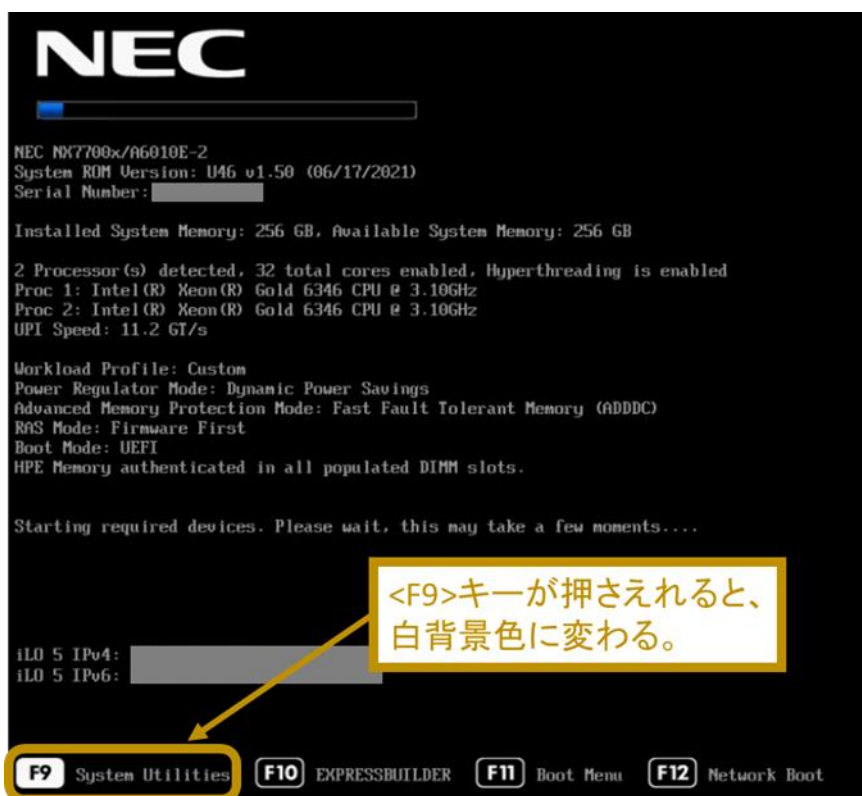 NEC
NEC NX7700x/A6010E-2
System ROM Version: U46 v1.50 (06/17/2021)
Serial Number:
Installed System Memory: 256 GB, Available System Memory: 256 GB
2 Processor(s) detected, 32 total cores enabled, Hyperthreading is enabled
Proc 1: Intel(R) Xeon(R) Gold 6346 CPU @ 3.10GHz
Proc 2: Intel(R) Xeon(R) Gold 6346 CPU @ 3.10GHz
UPI Speed: 11.2 GT/s
Workload Profile: Custom
Power Regulator Mode: Dynamic Power Savings
Advanced Memory Protection Mode: Fast Fault Tolerant Memory (ADDDC)
RAS Mode: Firmware First
Boot Mode: UEFI
HPE Memory authenticated in all populated DIMM slots.
Starting required devices. Please wait, this may take a few moments....
<F9>キーが押さえれると、
白背景色に変わる。
iLO 5 IPv4:
iLO 5 IPv6:
F9 System Utilities F10 EXPRESSBUILDER F11 Boot Menu F12 Network Boot